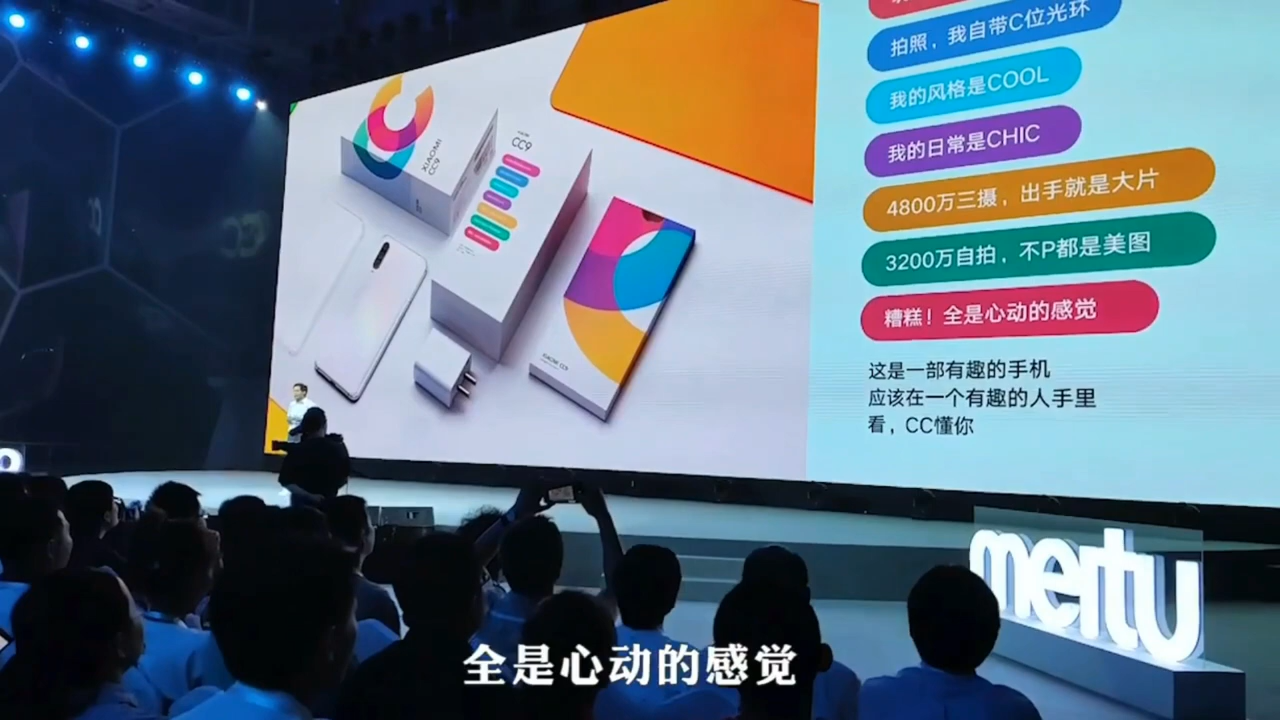 拍照，我自带C位光环
我的风格是COOL
我的日常是CHIC
4800万三摄，出手就是大片
3200万自拍，不P都是美图
糟糕！全是心动的感觉
这是一部有趣的手机
应该在一个有趣的人手里
看，CC懂你
XIAOMI
CC9
CC9
XIAOMI CC9
meitu
全是心动的感觉